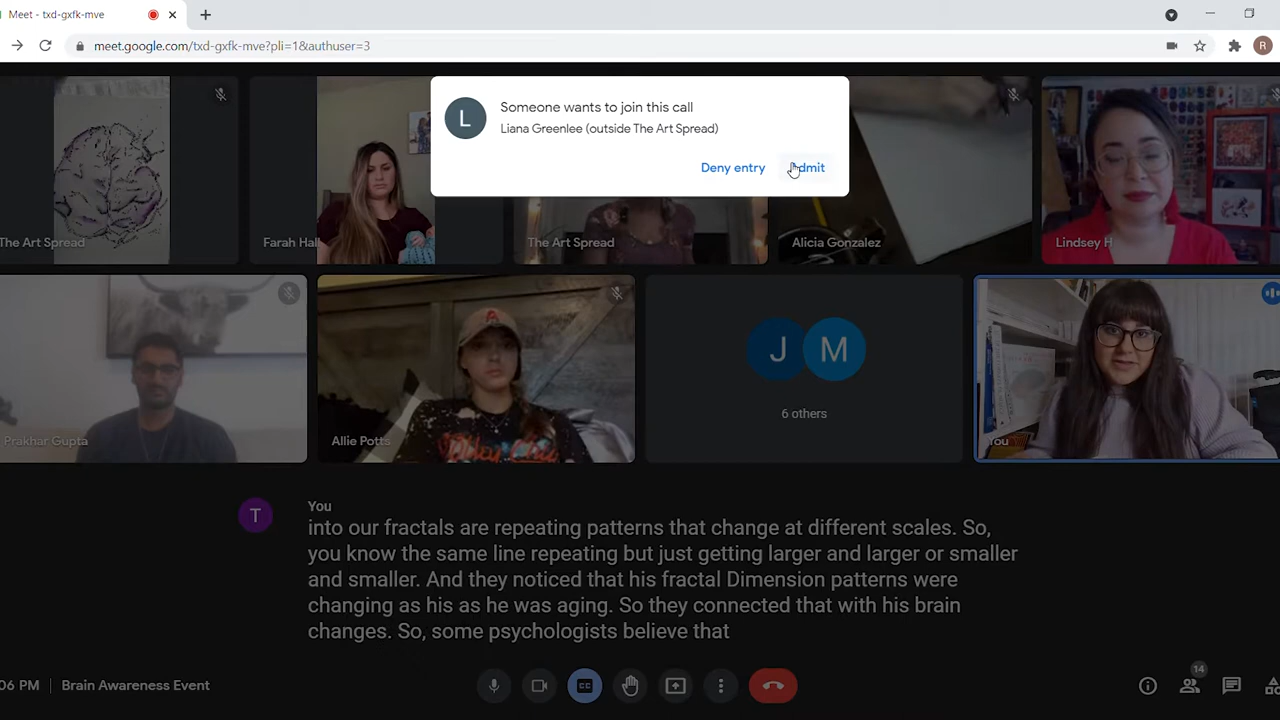 Meet - txd-gxfk-mve
meet.google.com/txd-gxfk-mve?pli=1&authuser=3
R
Someone wants to join this call
L
Liana Greenlee (outside The Art Spread)
Deny entry
The Art Spread
Farah Hall
The Art Spread
Alicia Gonzalez
Lindsey H
J M
6 others
Prakhar Gupta
Allie Potts
You
T
You
into our fractals are repeating patterns that change at different scales. So,
you know the same line repeating but just getting larger and larger or smaller
and smaller. And they noticed that his fractal Dimension patterns were
changing as his as he was aging. So they connected that with his brain
changes. So, some psychologists believe that
06 PM | Brain Awareness Event
CC
14